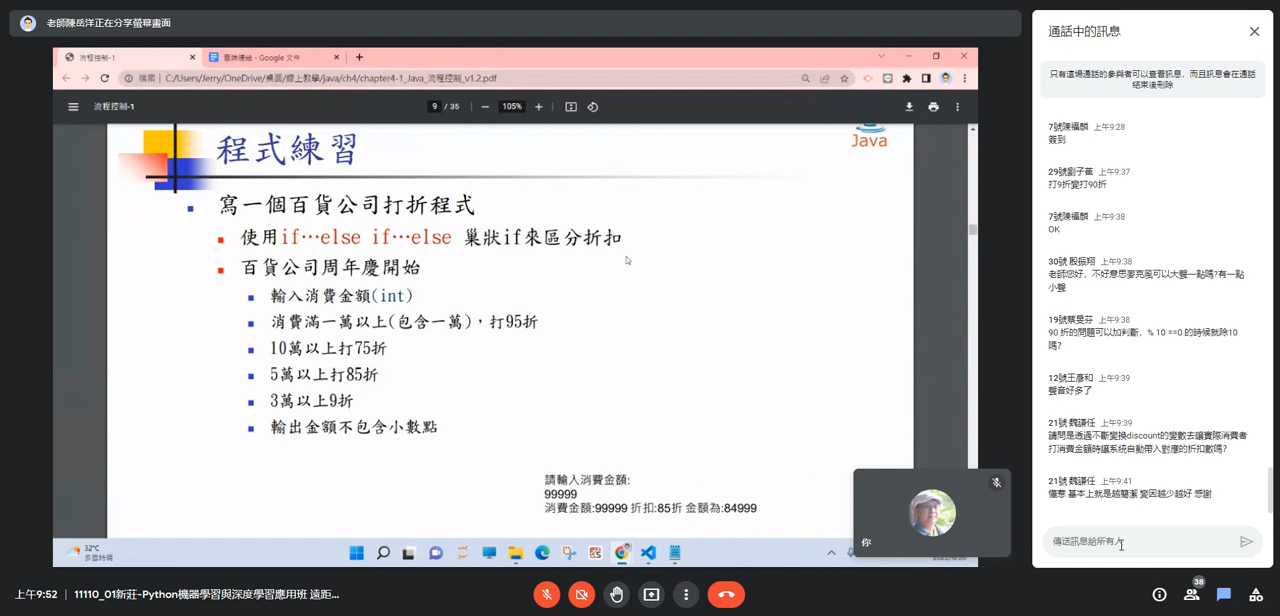 老師陳岳洋正在分享螢幕畫面
流程控制-1
雲端連結 - Google 文件
檔案 | C:/Users/Jerry/OneDrive/桌面/線上教學/java/ch4/chapter4-1_Java_流程控制_v1.2.pdf
流程控制-1
9 / 35
105%
程式練習
Java
寫一個百貨公司打折程式
使用if…else if…else 巢狀if來區分折扣
百貨公司周年慶開始
輸入消費金額(int)
消費滿一萬以上(包含一萬)，打95折
10萬以上打75折
5萬以上打85折
3萬以上9折
輸出金額不包含小數點
請輸入消費金額:
99999
消費金額:99999 折扣:85折 金額為:84999
你
32°C
多雲時晴
通話中的訊息
只有這場通話的參與者可以查看訊息，而且訊息會在通話
結束後刪除
7號陳福麟 上午9:28
簽到
上午9:37
打9折變打90折
7號陳福麟 上午9:38
OK
30號 殷振翔 上午9:38
老師您好，不好意思麥克風可以大聲一點嗎?有一點
小聲
19號蔡旻芬 上午9:38
90 折的問題可以加判斷，% 10 ==0 的時候就除10
嗎?
12號王彥和 上午9:39
聲音好多了
21號 魏謙任 上午9:39
請問是透過不斷變換discount的變數去讓實際消費者
打消費金額時讓系統自動帶入對應的折扣數嗎?
21號 魏謙任 上午9:41
懂惹 基本上就是越簡潔 變因越少越好 感謝
傳送訊息給所有人
上午9:52 | 11110_01新莊-Python機器學習與深度學習應用班 遠距...
38